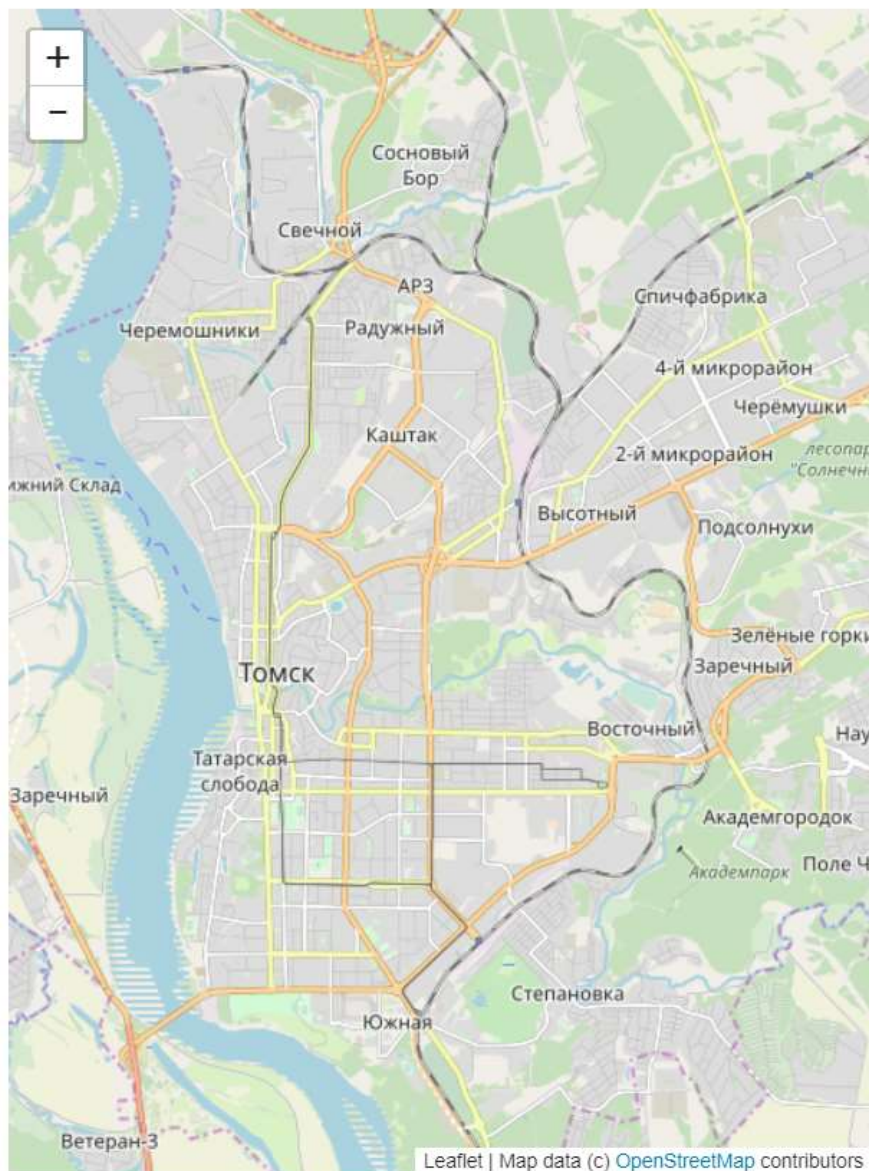 +
−
Сосновый
Бор
Свечной
АРЗ
Спичфабрика
Черемошники
Радужный
4-й микрорайон
Черёмушки
Каштак
2-й микрорайон
лесопар
"Солнечн
ижний Склад
Высотный
Подсолнухи
Зелёные горки
Заречный
Томск
Восточный
Нау
Татарская
слобода
Заречный
Академгородок
Поле Ч
Академпарк
Степановка
Южная
Ветеран-3
Leaflet | Map data (c) OpenStreetMap contributors